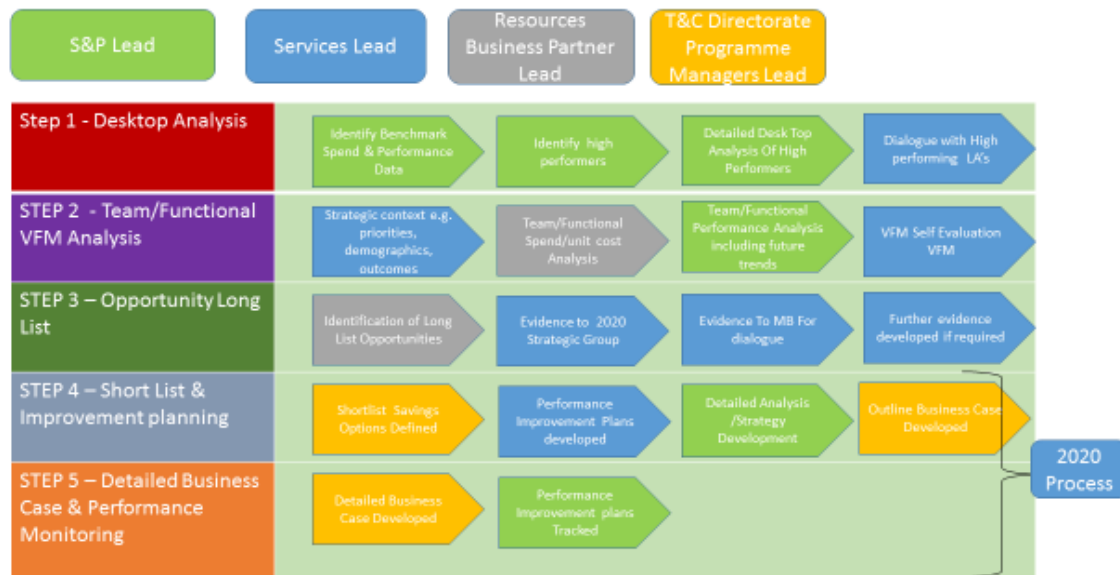 S&P Lead
Services Lead
Resources
Business Partner
Lead
T&C Directorate
Programme
Managers Lead
Step 1 - Desktop Analysis
Identify Benchmark
Spend & Performance
Data
Identify high
performers
Detailed Desk Top
Analysis Of High
Performers
Dialogue with High
performing LA's
STEP 2 - Team/Functional
VFM Analysis
Strategic context e.g.
priorities,
demographics,
outcomes
Team/Functional
Spend/unit cost
Analysis
Team/Functional
Performance Analysis
including future
trends
VFM Self Evaluation
VFM
STEP 3 – Opportunity Long
List
Identification of Long
List Opportunities
Evidence to 2020
Strategic Group
Evidence To MB For
dialogue
Further evidence
developed if required
STEP 4 – Short List &
Improvement planning
Shortlist Savings
Options Defined
Performance
Improvement Plans
developed
Detailed Analysis
/Strategy
Development
Outline Business Case
Developed
STEP 5 – Detailed Business
Case & Performance
Monitoring
Detailed Business
Case Developed
Performance
Improvement plans
Tracked
2020
Process